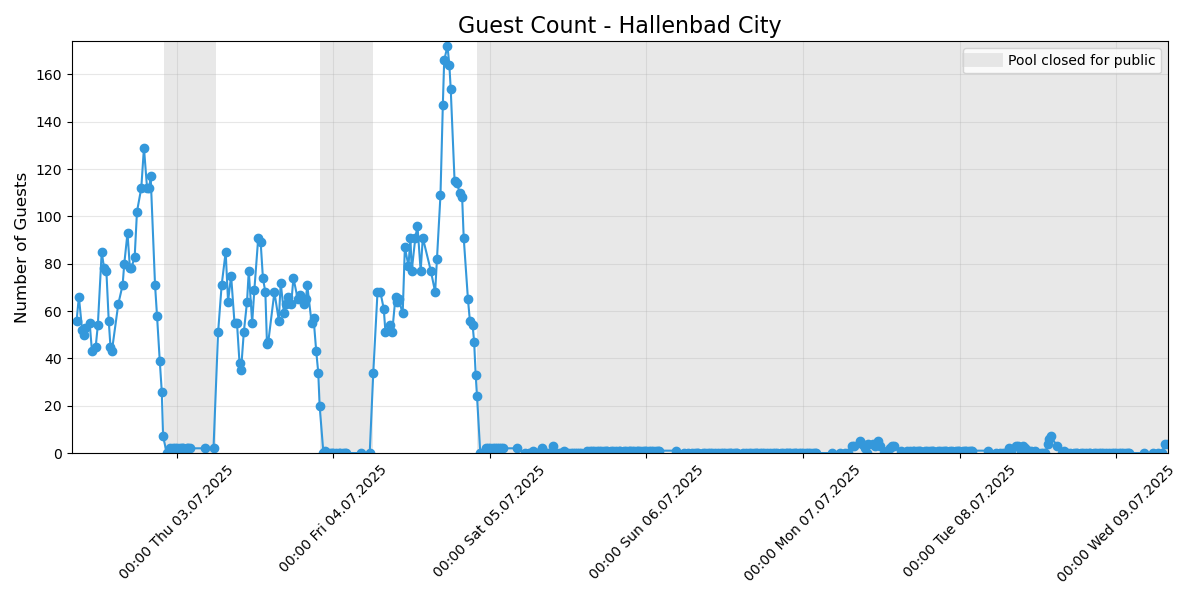 Guest Count - Hallenbad City
Pool closed for public
Number of Guests
160
140
120
100
80
60
40
20
0
00:00 Thu 03.07.2025
00:00 Fri 04.07.2025
00:00 Sat 05.07.2025
00:00 Sun 06.07.2025
00:00 Mon 07.07.2025
00:00 Tue 08.07.2025
00:00 Wed 09.07.2025